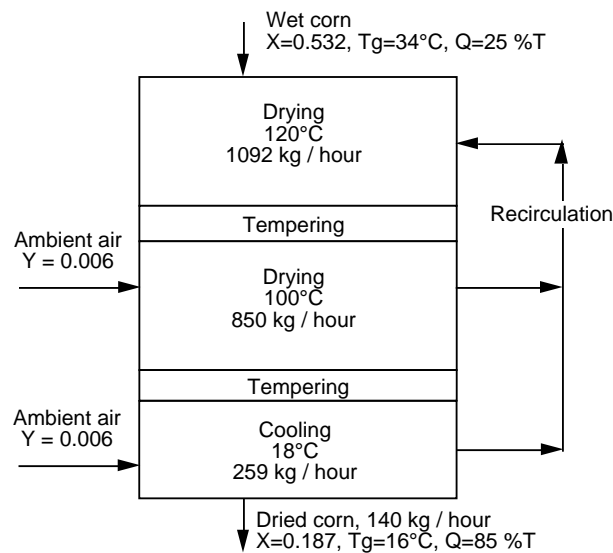 Wet corn
X=0.532, Tg=34°C, Q=25 %T
Drying
120°C
1092 kg / hour
Recirculation
Tempering
Ambient air
Y = 0.006
Drying
100°C
850 kg / hour
Tempering
Ambient air
Y = 0.006
Cooling
18°C
259 kg / hour
Dried corn, 140 kg / hour
X=0.187, Tg=16°C, Q=85 %T